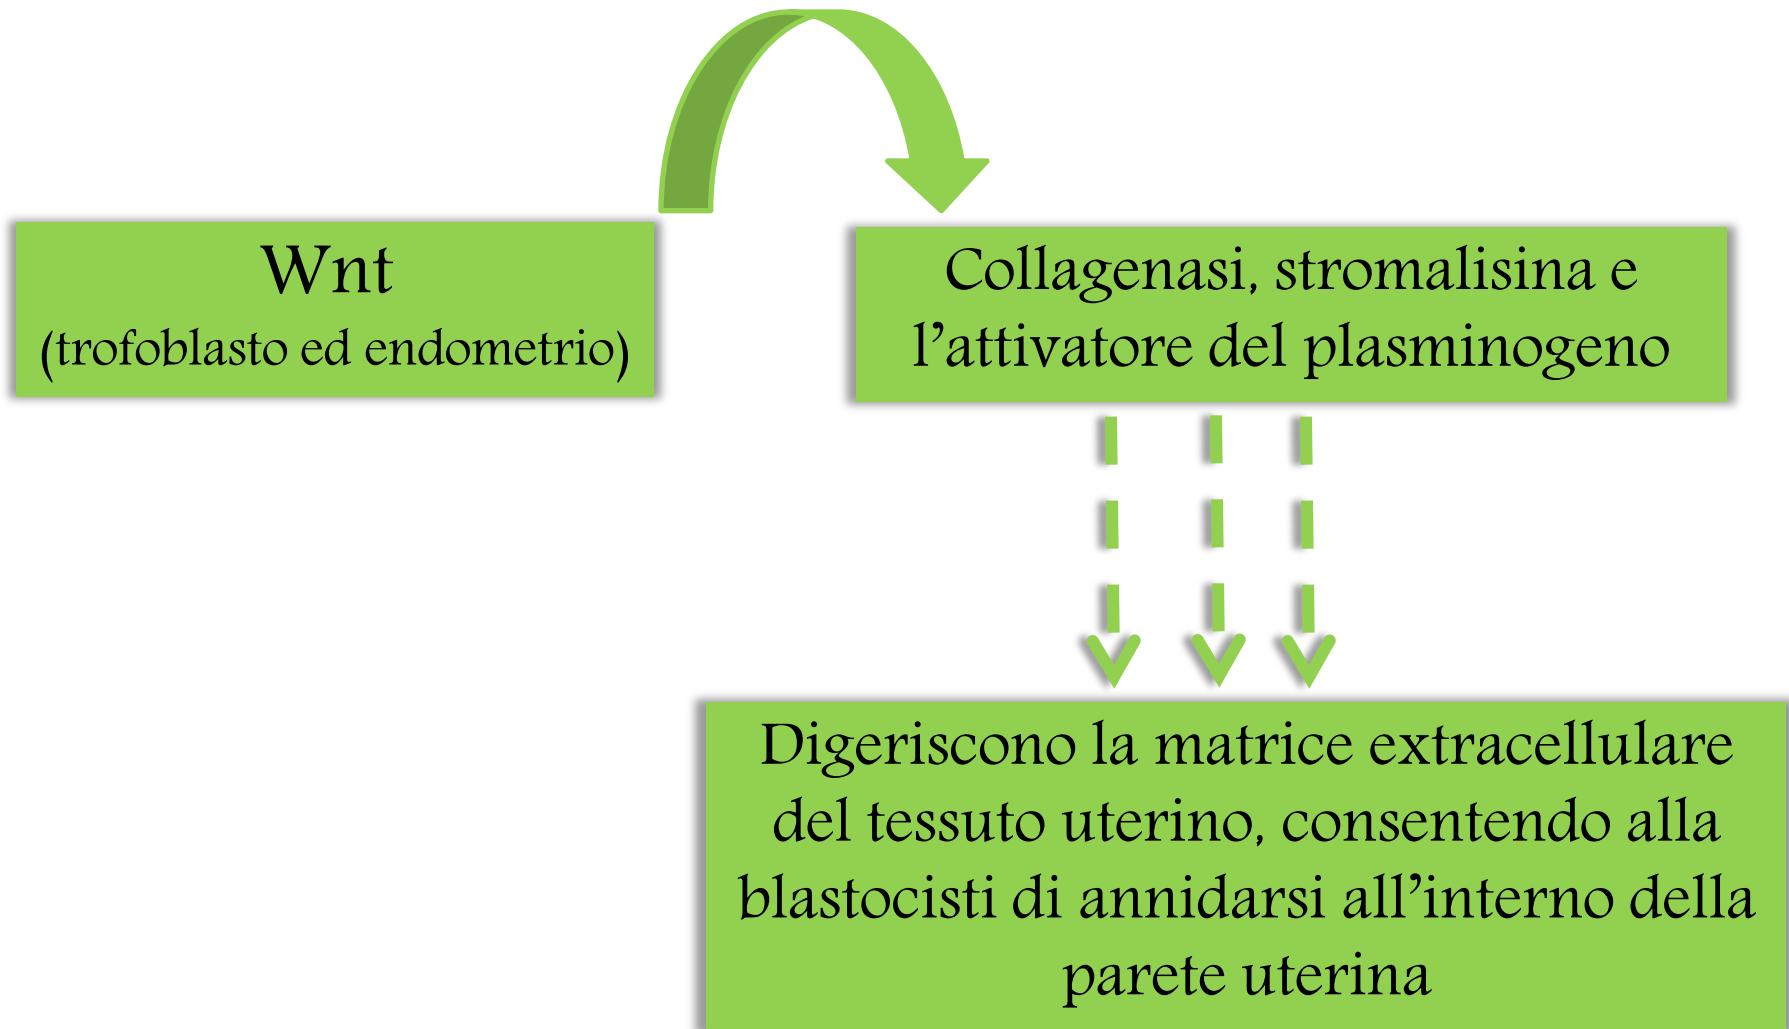 Wnt
(trofoblasto ed endometrio)
Collagenasi, stromalisina e
l’attivatore del plasminogeno
Digeriscono la matrice extracellulare
del tessuto uterino, consentendo alla
blastocisti di annidarsi all’interno della
parete uterina